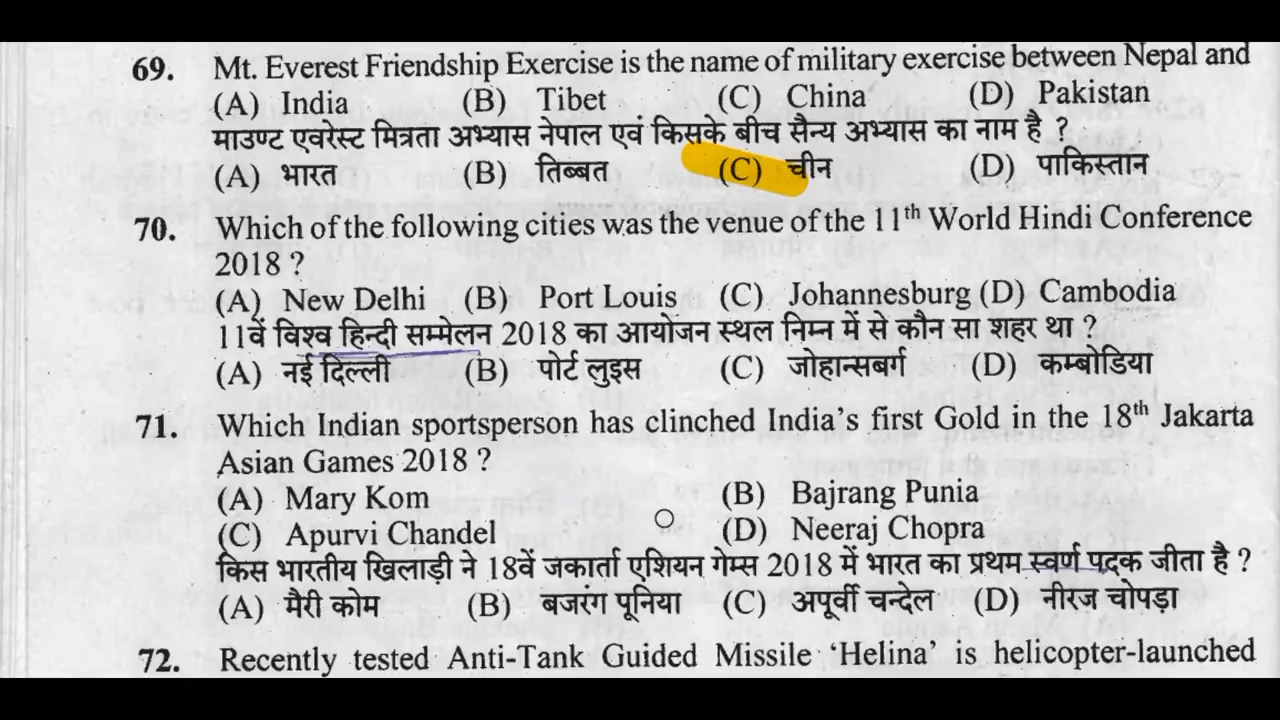 69. Mt. Everest Friendship Exercise is the name of military exercise between Nepal and
(A) India (B) Tibet (C) China (D) Pakistan
माउण्ट एवरेस्ट मित्रता अभ्यास नेपाल एवं किसके बीच सैन्य अभ्यास का नाम है ?
(A) भारत (B) तिब्बत (C) चीन (D) पाकिस्तान
70. Which of the following cities was the venue of the 11th World Hindi Conference
2018 ?
(A) New Delhi (B) Port Louis (C) Johannesburg (D) Cambodia
11वें विश्व हिन्दी सम्मेलन 2018 का आयोजन स्थल निम्न में से कौन सा शहर था ?
(A) नई दिल्ली (B) पोर्ट लुइस (C) जोहान्सबर्ग (D) कम्बोडिया
71. Which Indian sportsperson has clinched India's first Gold in the 18th Jakarta
Asian Games 2018 ?
(A) Mary Kom (B) Bajrang Punia
(C) Apurvi Chandel (D) Neeraj Chopra
किस भारतीय खिलाड़ी ने 18वें जकार्ता एशियन गेम्स 2018 में भारत का प्रथम स्वर्ण पदक जीता है ?
(A) मैरी कोम (B) बजरंग पूनिया (C) अपूर्वी चन्देल (D) नीरज चोपड़ा
72. Recently tested Anti-Tank Guided Missile ‘Helina’ is helicopter-launched